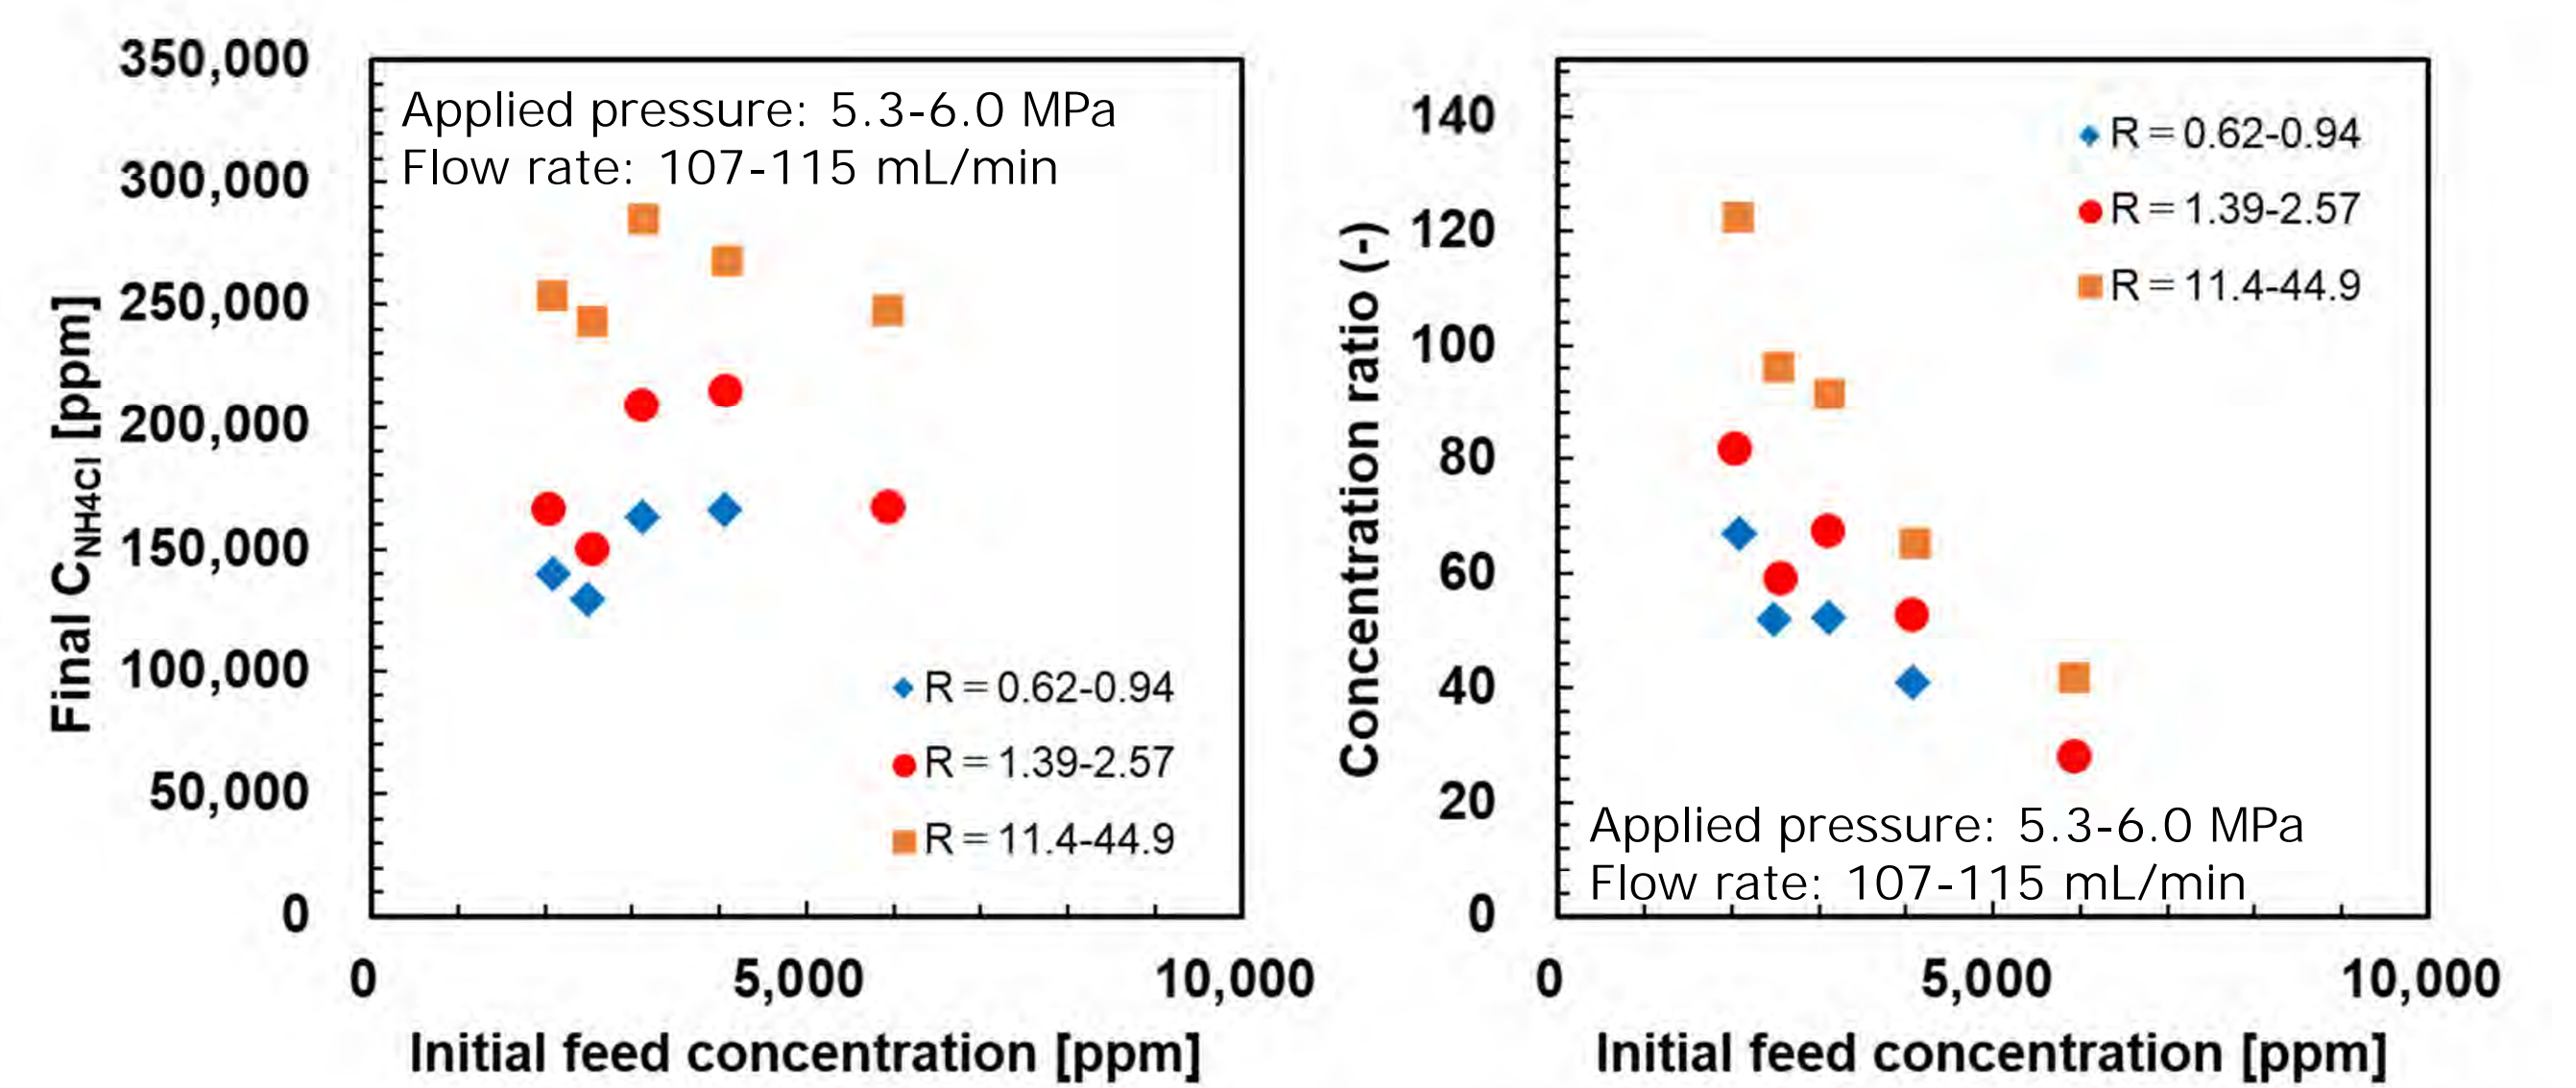 350,000
300,000
250,000
200,000
150,000
100,000
50,000
0
Final CNH4Cl [ppm]
Applied pressure: 5.3-6.0 MPa
Flow rate: 107-115 mL/min
R = 0.62-0.94
R = 1.39-2.57
R = 11.4-44.9
0 5,000 10,000
Initial feed concentration [ppm]
140
120
100
80
60
40
20
0
Concentration ratio (-)
R = 0.62-0.94
R = 1.39-2.57
R = 11.4-44.9
Applied pressure: 5.3-6.0 MPa
Flow rate: 107-115 mL/min
0 5,000 10,000
Initial feed concentration [ppm]